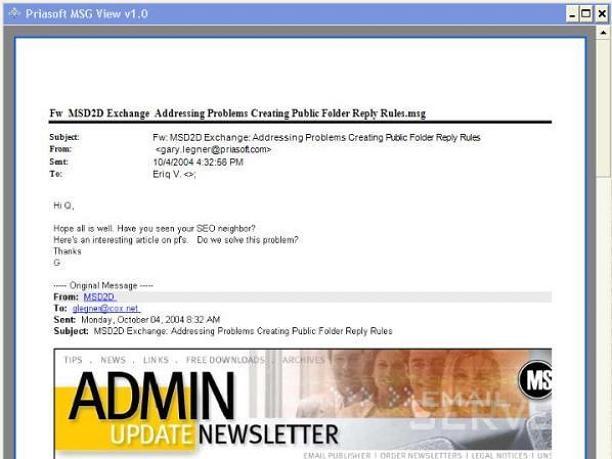 Priasoft MSG View v1.0
Fw MSD2D Exchange Addressing Problems Creating Public Folder Reply Rules.msg
Subject: Fw: MSD2D Exchange: Addressing Problems Creating Public Folder Reply Rules
From: <gary.legner@priasoft.com>
Sent: 10/4/2004 4:32:56 PM
To: Eriq V. <>;
Hi Q,
Hope all is well. Have you seen your SEO neighbor?
Here's an interesting article on pfs. Do we solve this problem?
Thanks
G
----- Original Message -----
From: MSD2D
To: glegner@cox.net
Sent: Monday, October 04, 2004 8:32 AM
Subject: MSD2D Exchange: Addressing Problems Creating Public Folder Reply Rules
TIPS . NEWS . LINKS . FREE DOWNLOADS . ARCHIVES
MS
ADMIN
EMAIL
SERVE
UPDATE NEWSLETTER
EMAIL PUBLISHER | ORDER NEWSLETTERS | LEGAL NOTICES | UNS